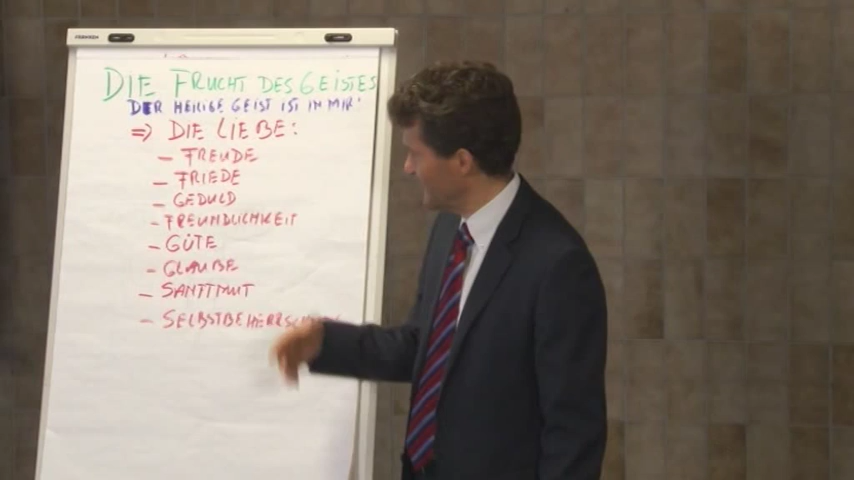 DIE FRUCHT DES GEISTES
DER HEILIGE GEIST IST IN MIR!
=> DIE LIEBE:
- FREUDE
- FRIEDE
- GEDULD
- FREUNDLICHKEIT
- GÜTE
- GLAUBE
- SANFTMUT